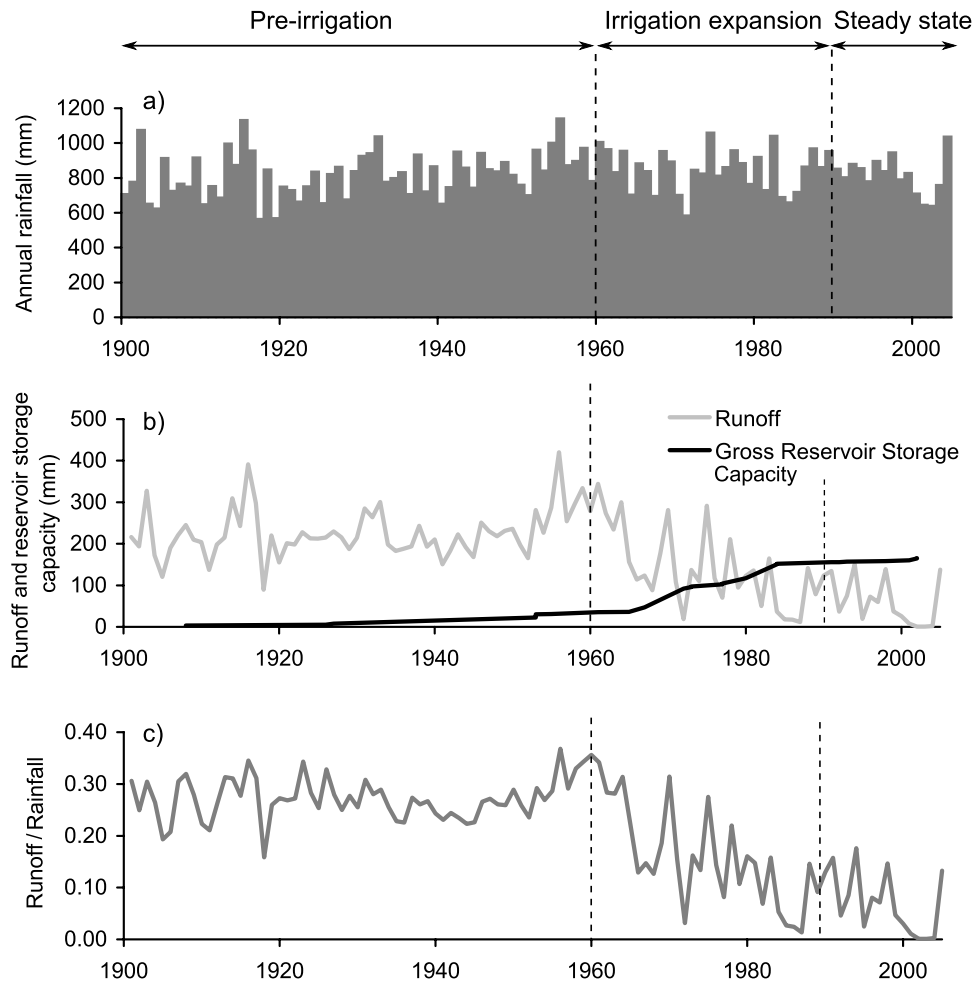 Pre-irrigation
Irrigation expansion
Steady state
a)
Annual rainfall (mm)
1200
1000
800
600
400
200
0
1900
1920
1940
1960
1980
2000
b)
Runoff and reservoir storage
capacity (mm)
500
400
300
200
100
0
Runoff
Gross Reservoir Storage
Capacity
1900
1920
1940
1960
1980
2000
c)
Runoff / Rainfall
0.40
0.30
0.20
0.10
0.00
1900
1920
1940
1960
1980
2000